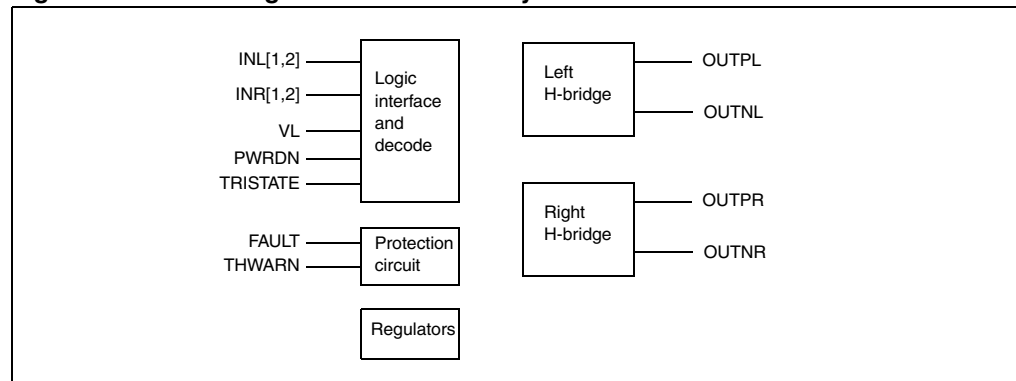 INL[1,2]
INR[1,2]
VL
PWRDN
TRISTATE
Logic
interface
and
decode
FAULT
THWARN
Protection
circuit
Regulators
Left
H-bridge
OUTPL
OUTNL
Right
H-bridge
OUTPR
OUTNR